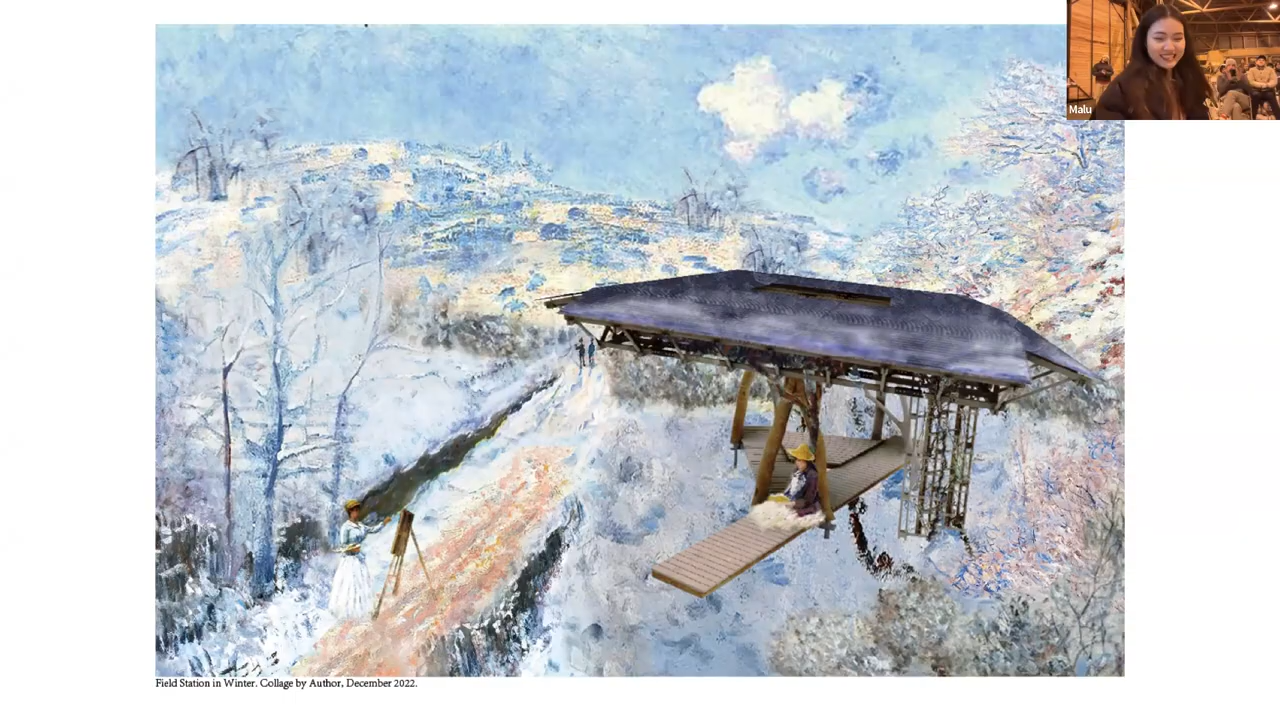 Malu
Field Station in Winter. Collage by Author, December 2022.